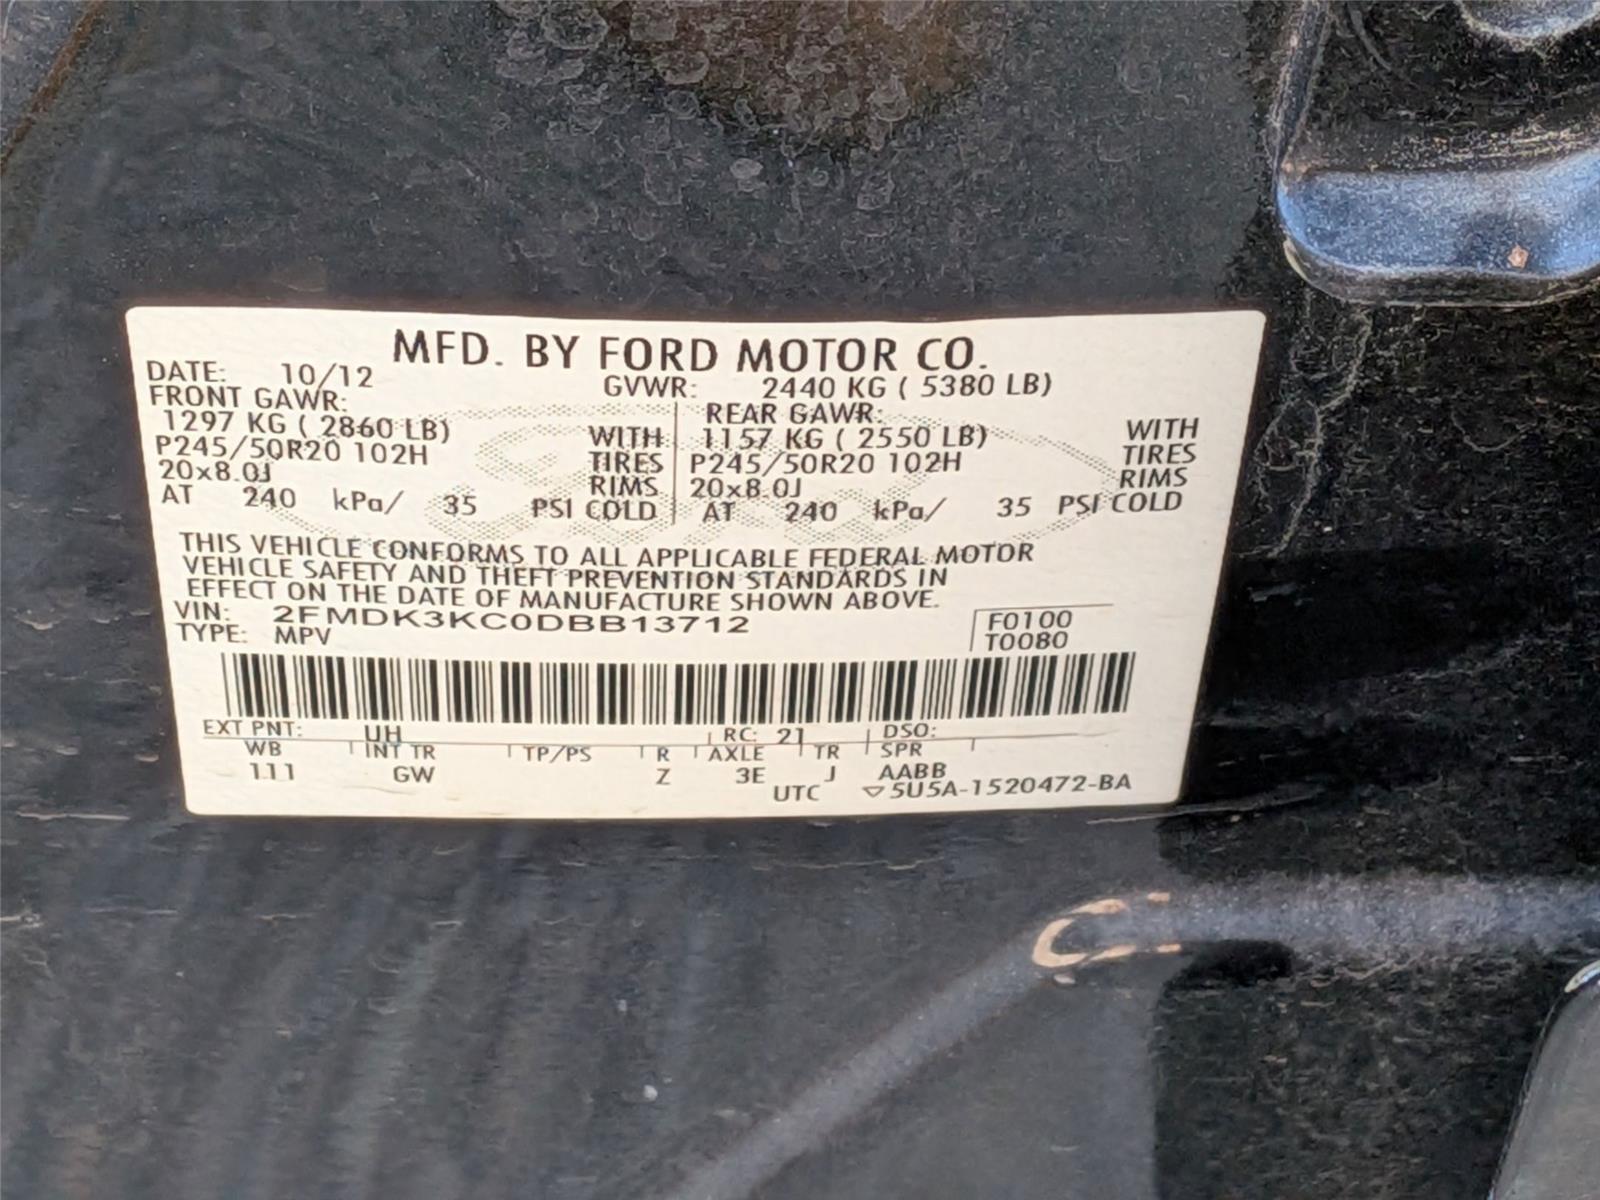 MFD. BY FORD MOTOR CO.
DATE: 10/12 GVWR: 2440 KG ( 5380 LB)
FRONT GAWR: REAR GAWR:
1297 KG ( 2860 LB) WITH 1157 KG ( 2550 LB) WITH
P245/50R20 102H TIRES P245/50R20 102H TIRES
20x8.0J RIMS 20x8.0J RIMS
AT 240 kPa/ 35 PSI COLD AT 240 kPa/ 35 PSI COLD
THIS VEHICLE CONFORMS TO ALL APPLICABLE FEDERAL MOTOR
VEHICLE SAFETY AND THEFT PREVENTION STANDARDS IN
EFFECT ON THE DATE OF MANUFACTURE SHOWN ABOVE.
VIN: 2FMDK3KC0DBB13712 F0100
TYPE: MPV T0080
EXT PNT: UH RC: 21 DSO:
WB INT TR TP/PS R AXLE TR SPR
111 GW Z 3E J AABB
UTC ▽5U5A-1520472-BA